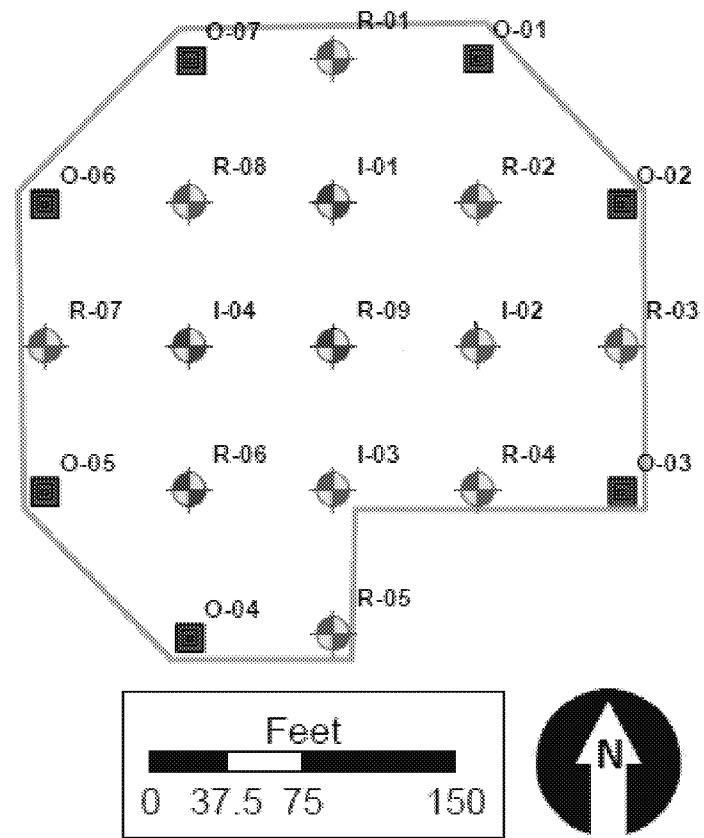 O-07 R-01 O-01
O-06 R-08 I-01 R-02 O-02
R-07 I-04 R-09 I-02 R-03
O-05 R-06 I-03 R-04 O-03
O-04 R-05
Feet
0 37.5 75 150
N